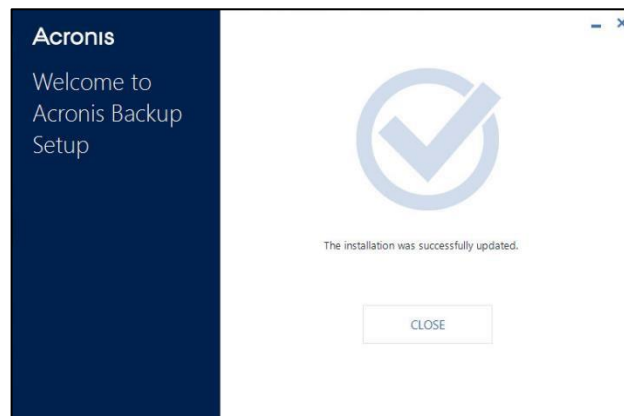 Acronis
Welcome to
Acronis Backup
Setup
The installation was successfully updated.
CLOSE